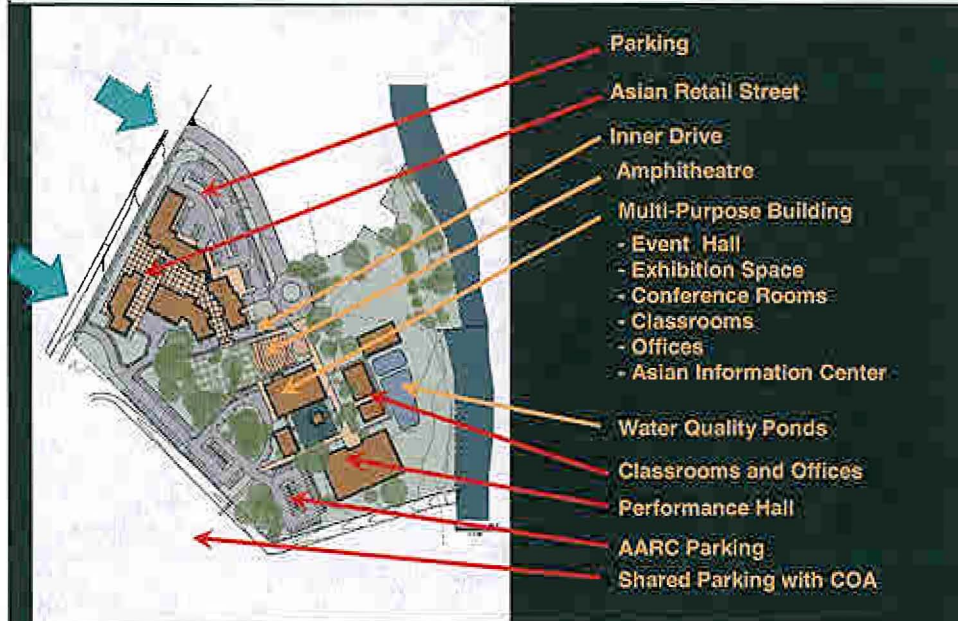 Parking
Asian Retail Street
Inner Drive
Amphitheatre
Multi-Purpose Building
- Event Hall
- Exhibition Space
- Conference Rooms
- Classrooms
- Offices
- Asian Information Center
Water Quality Ponds
Classrooms and Offices
Performance Hall
AARC Parking
Shared Parking with COA